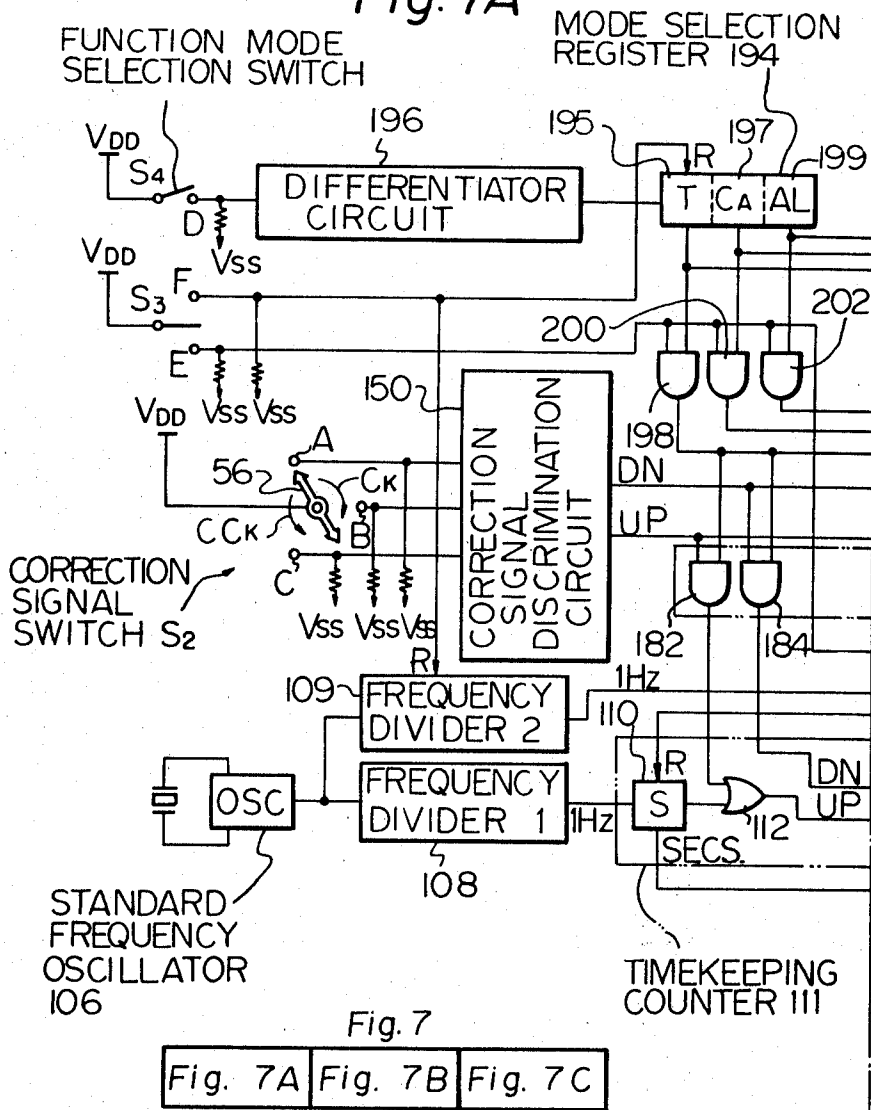 Fig. 7A
FUNCTION MODE
SELECTION SWITCH
MODE SELECTION
REGISTER 194
196
195
197
199
VDD
S4
D
VSS
DIFFERENTIATOR
CIRCUIT
R
T
CA
AL
VDD
S3
F
E
VSS
VSS
200
202
198
150
VDD
A
56
CK
CCK
B
C
CORRECTION
SIGNAL
DISCRIMINATION
CIRCUIT
DN
UP
CORRECTION
SIGNAL
SWITCH S2
VSS
VSS
VSS
182
184
R
109
FREQUENCY
DIVIDER 2
1Hz
110
R
OSC
FREQUENCY
DIVIDER 1
1Hz
S
112
DN
UP
SECS.
108
STANDARD
FREQUENCY
OSCILLATOR
106
TIMEKEEPING
COUNTER 111
Fig. 7
Fig. 7A
Fig. 7B
Fig. 7C